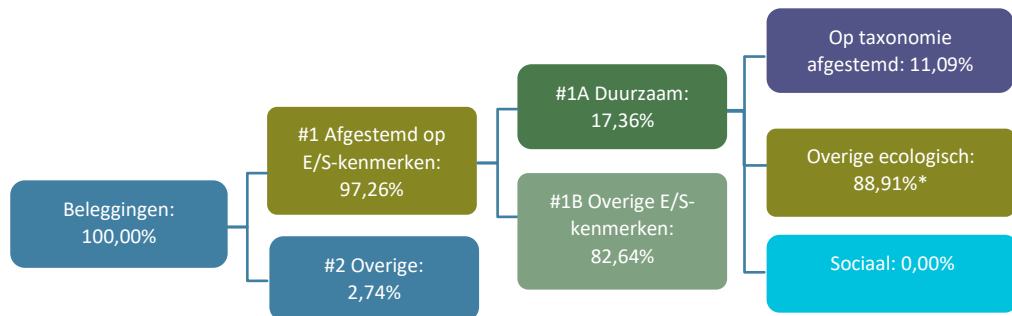 Beleggingen:
100,00%
#1 Afgestemd op
E/S-kenmerken:
97,26%
#2 Overige:
2,74%
#1A Duurzaam:
17,36%
#1B Overige E/S-
kenmerken:
82,64%
Op taxonomie
afgestemd: 11,09%
Overige ecologisch:
88,91%*
Sociaal: 0,00%